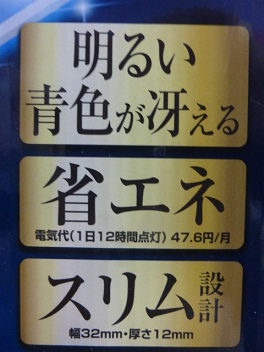 明るい
青色が冴える
省エネ
電気代(1日12時間点灯) 47.6円/月
スリム設計
幅32mm・厚さ12mm